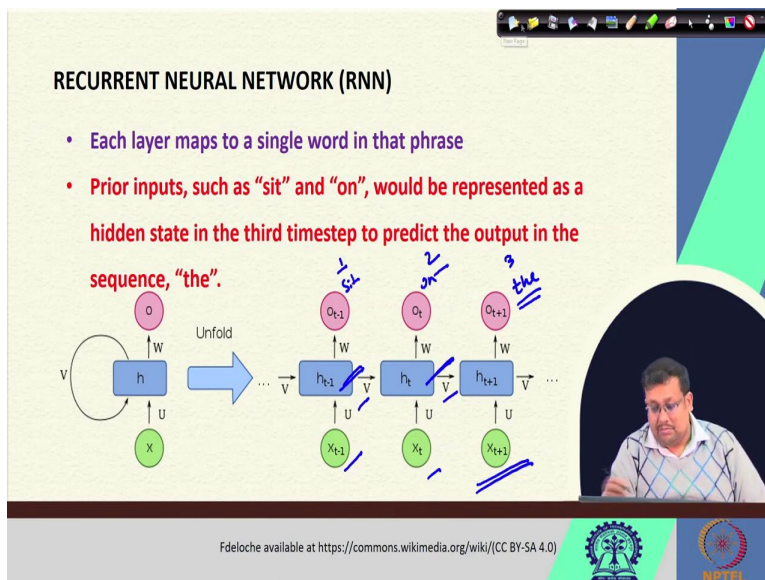 New Page
RECURRENT NEURAL NETWORK (RNN)
• Each layer maps to a single word in that phrase
• Prior inputs, such as “sit” and “on”, would be represented as a
hidden state in the third timestep to predict the output in the
sequence, “the”.
1 2 3
sit on the
o o_{t-1} o_t o_{t+1}
W W W W
Unfold
V h ... V h_{t-1} V h_t V h_{t+1} V ...
U U U U
x x_{t-1} x_t x_{t+1}
Fdeloche available at https://commons.wikimedia.org/wiki/(CC BY-SA 4.0)
NPTEL